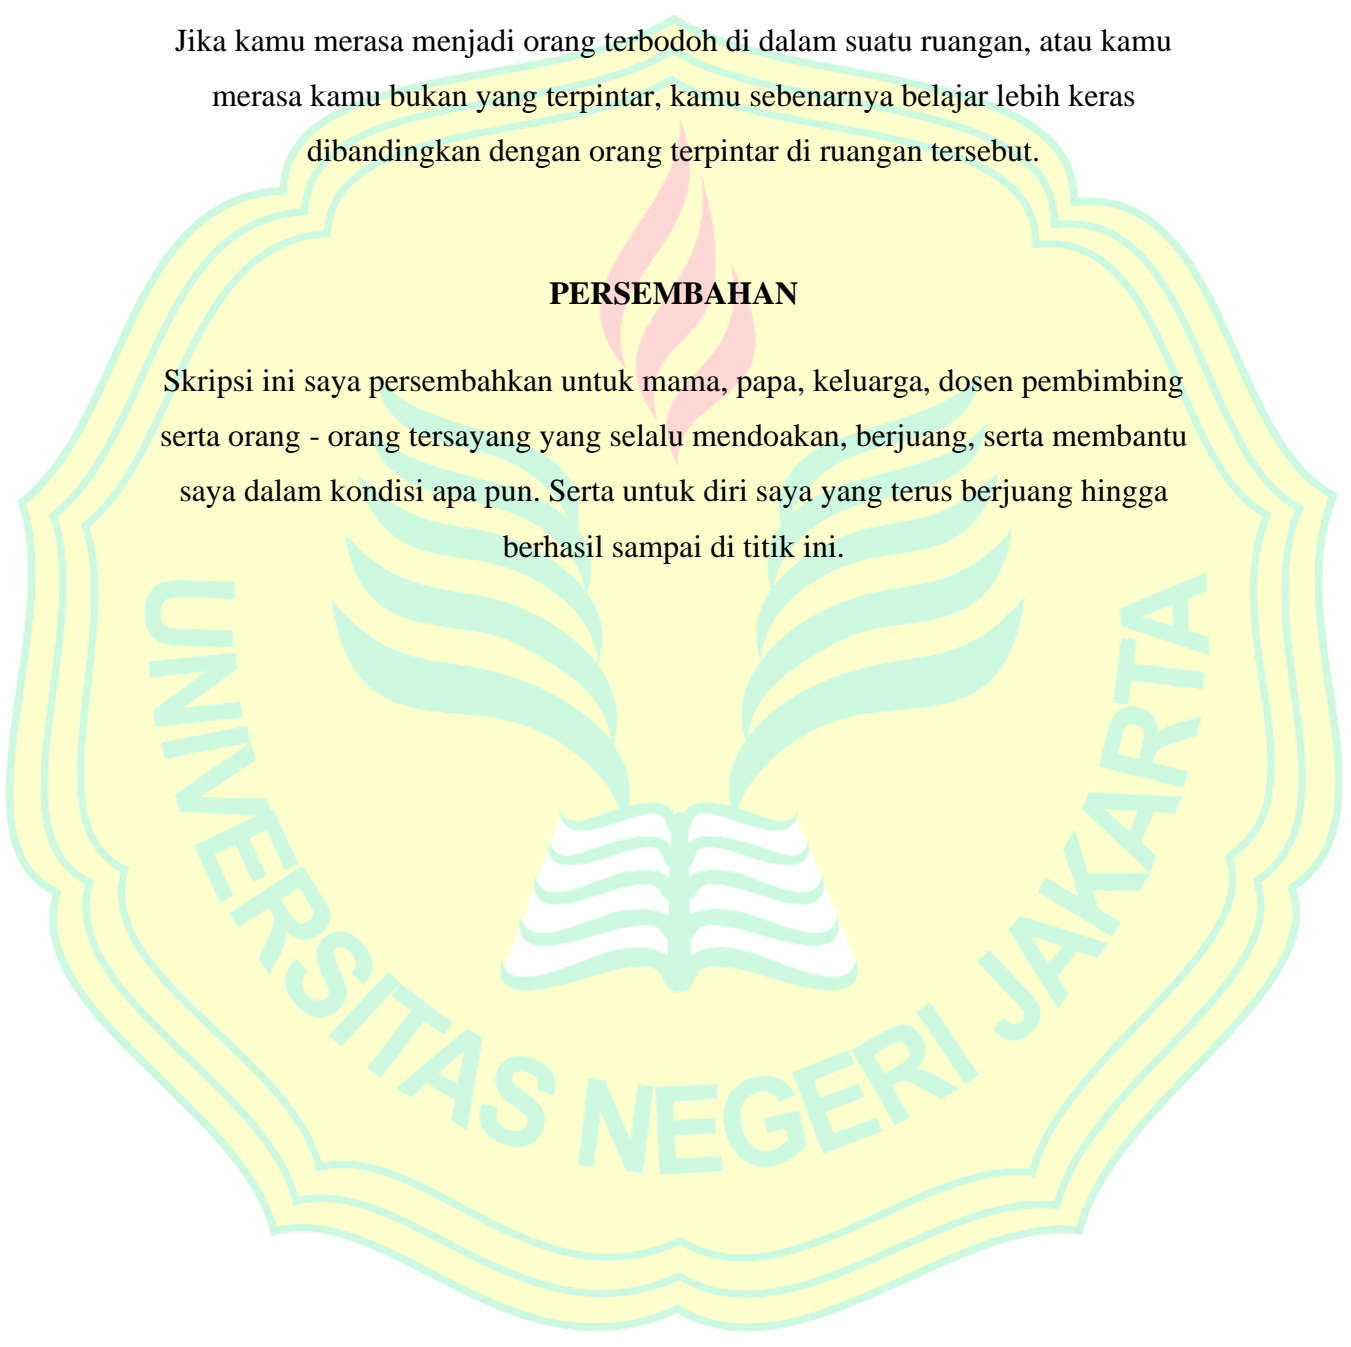 Jika kamu merasa menjadi orang terbodoh di dalam suatu ruangan, atau kamu
merasa kamu bukan yang terpintar, kamu sebenarnya belajar lebih keras
dibandingkan dengan orang terpintar di ruangan tersebut.
PERSEMBAHAN
Skripsi ini saya persembahkan untuk mama, papa, keluarga, dosen pembimbing
serta orang - orang tersayang yang selalu mendoakan, berjuang, serta membantu
saya dalam kondisi apa pun. Serta untuk diri saya yang terus berjuang hingga
berhasil sampai di titik ini.
UNIVERSITAS NEGERI JAKARTA